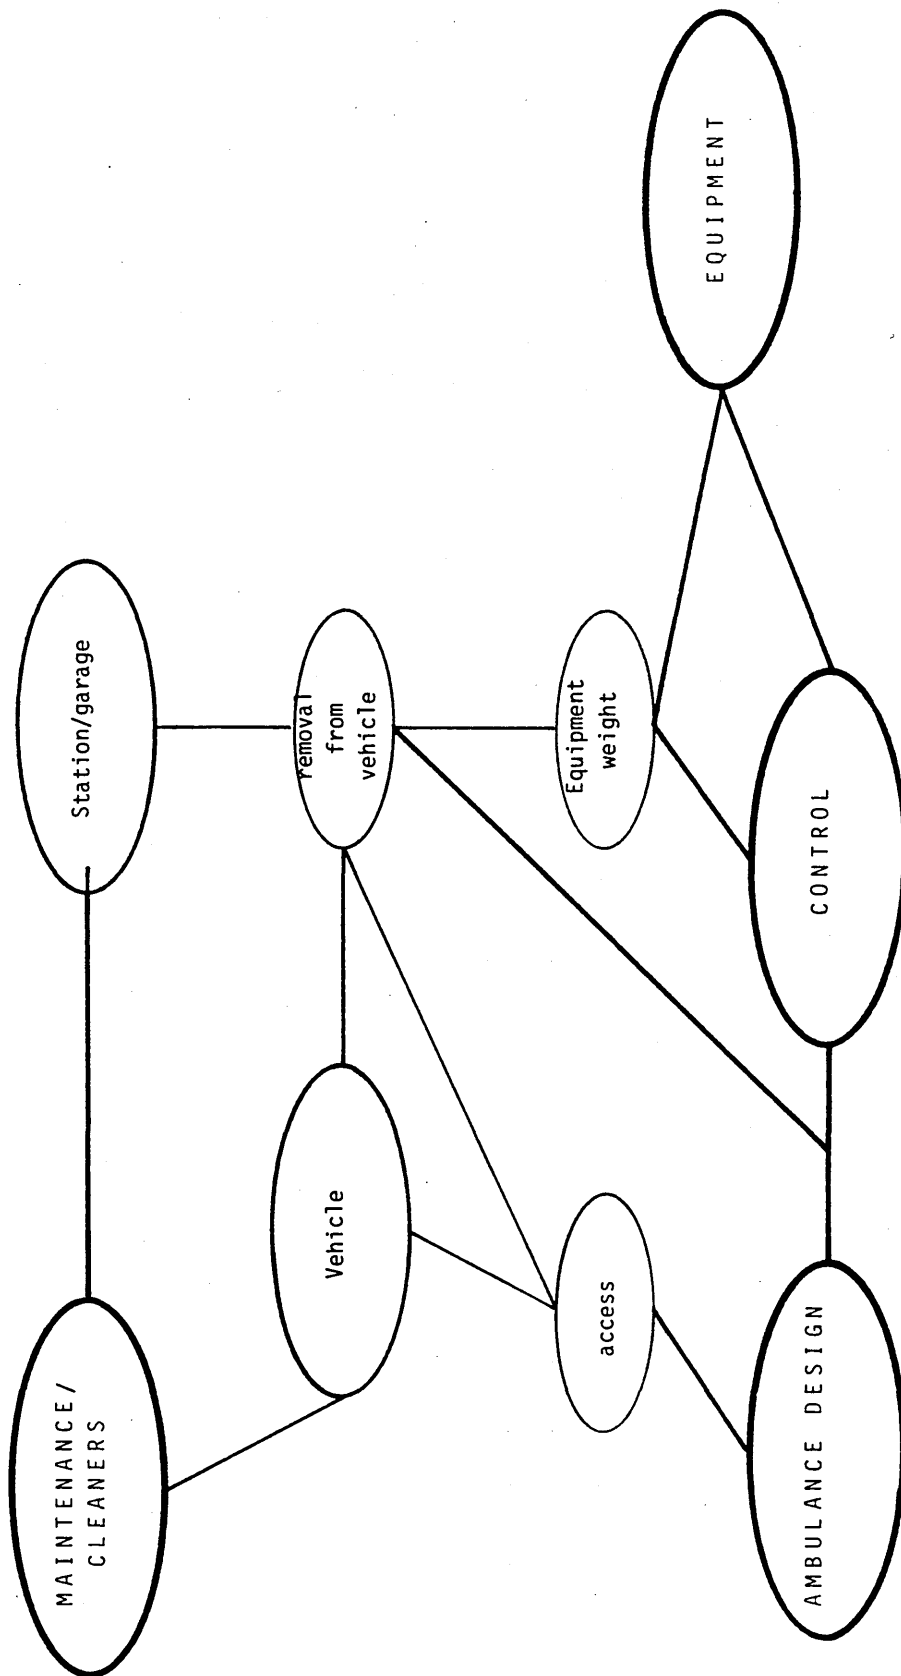 MAINTENANCE/
CLEANERS
Station/garage
Vehicle
removal
from
vehicle
access
Equipment
weight
AMBULANCE DESIGN
CONTROL
EQUIPMENT